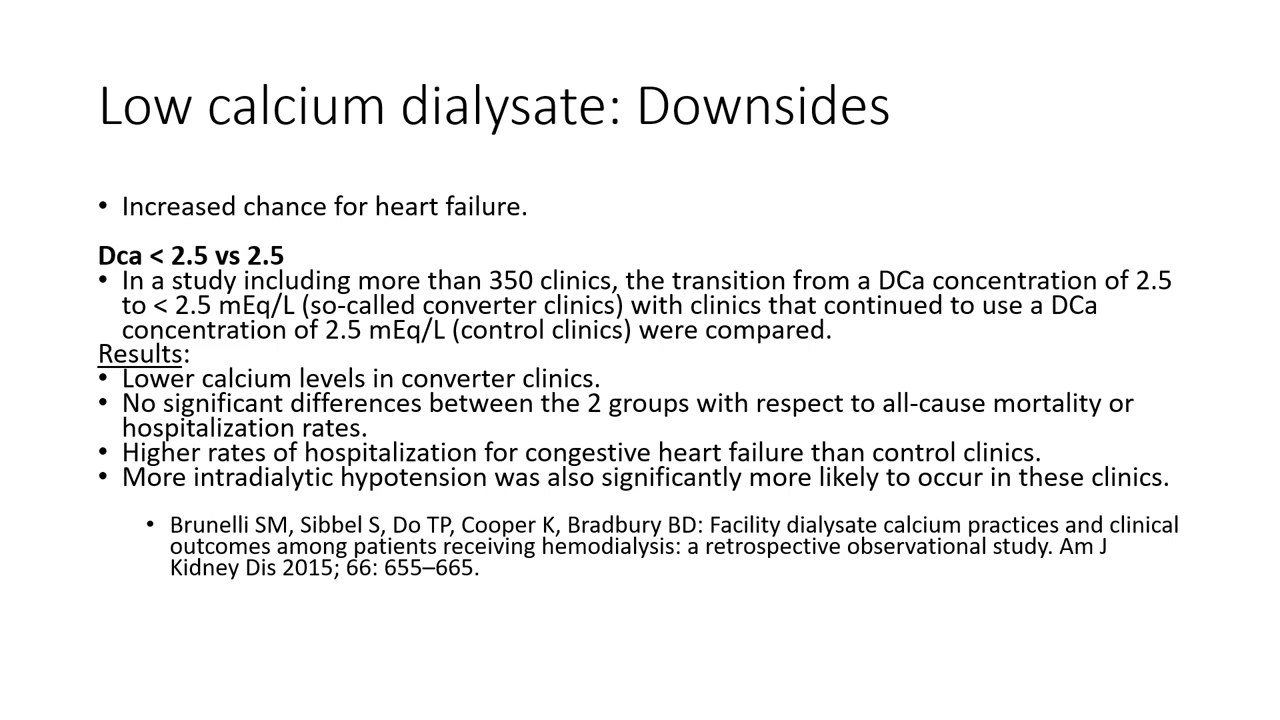 Low calcium dialysate: Downsides
• Increased chance for heart failure.
Dca < 2.5 vs 2.5
• In a study including more than 350 clinics, the transition from a DCa concentration of 2.5
to < 2.5 mEq/L (so-called converter clinics) with clinics that continued to use a DCa
concentration of 2.5 mEq/L (control clinics) were compared.
Results:
• Lower calcium levels in converter clinics.
• No significant differences between the 2 groups with respect to all-cause mortality or
hospitalization rates.
• Higher rates of hospitalization for congestive heart failure than control clinics.
• More intradialytic hypotension was also significantly more likely to occur in these clinics.
• Brunelli SM, Sibbel S, Do TP, Cooper K, Bradbury BD: Facility dialysate calcium practices and clinical
outcomes among patients receiving hemodialysis: a retrospective observational study. Am J
Kidney Dis 2015; 66: 655–665.